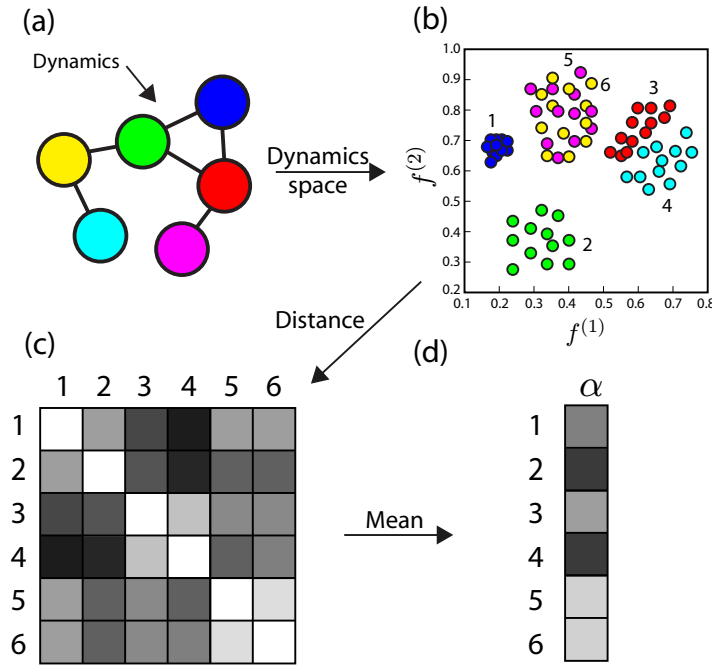 (a)
Dynamics
Dynamics
space
(b)
1.0
0.9
0.8
0.7
0.6
0.5
0.4
0.3
0.2
0.1 0.2 0.3 0.4 0.5 0.6 0.7 0.8
f(2)
f(1)
1
5
6
3
4
2
Distance
(c)
1 2 3 4 5 6
1
2
3
4
5
6
Mean
(d)
α
1
2
3
4
5
6